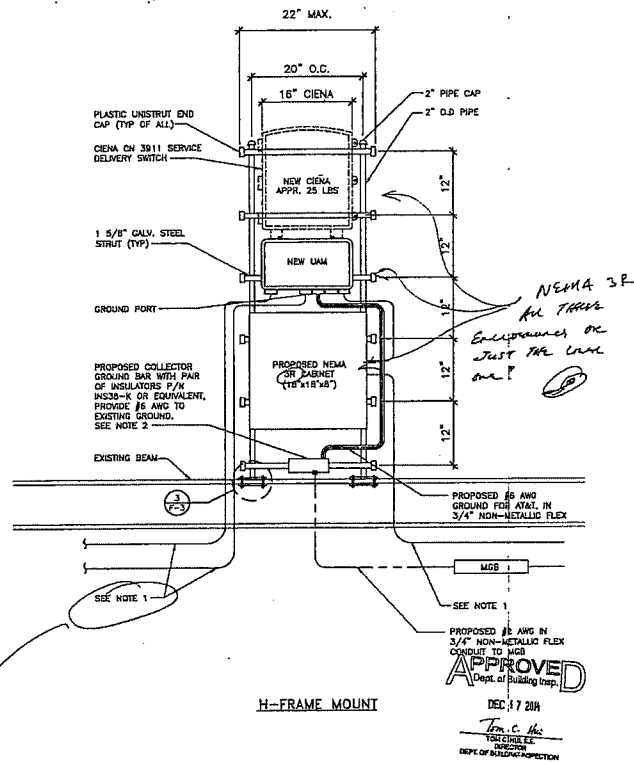 22" MAX.
20" O.C.
16" CIENA
2" PIPE CAP
2" O.D PIPE
PLASTIC UNISTRUT END
CAP (TYP OF ALL)
CIENA CN 3911 SERVICE
DELIVERY SWITCH
NEW CIENA
APPR. 25 LBS
12"
12"
12"
12"
12"
1 5/8" GALV. STEEL
STRUT (TYP)
NEW UAM
NEMA 3R
ALL THREE
OR
JUST THE
ONE ?
GROUND PORT
PROPOSED NEMA
3R CABINET
(18"x18"x8")
PROPOSED COLLECTOR
GROUND BAR WITH PAIR
OF INSULATORS P/N
INS38-K OR EQUIVALENT,
PROVIDE #6 AWG TO
EXISTING GROUND.
SEE NOTE 2
EXISTING BEAM
3
F-3
PROPOSED #6 AWG
GROUND FOR AT&T, IN
3/4" NON-METALLIC FLEX
MGB
SEE NOTE 1
SEE NOTE 1
PROPOSED #2 AWG IN
3/4" NON-METALLIC FLEX
CONDUIT TO MGB
APPROVED
Dept. of Building Insp.
DEC 17 2014
Tom C. Hui
TOM C. HUI, S.E.
DIRECTOR
DEPT. OF BUILDING INSPECTION
H-FRAME MOUNT